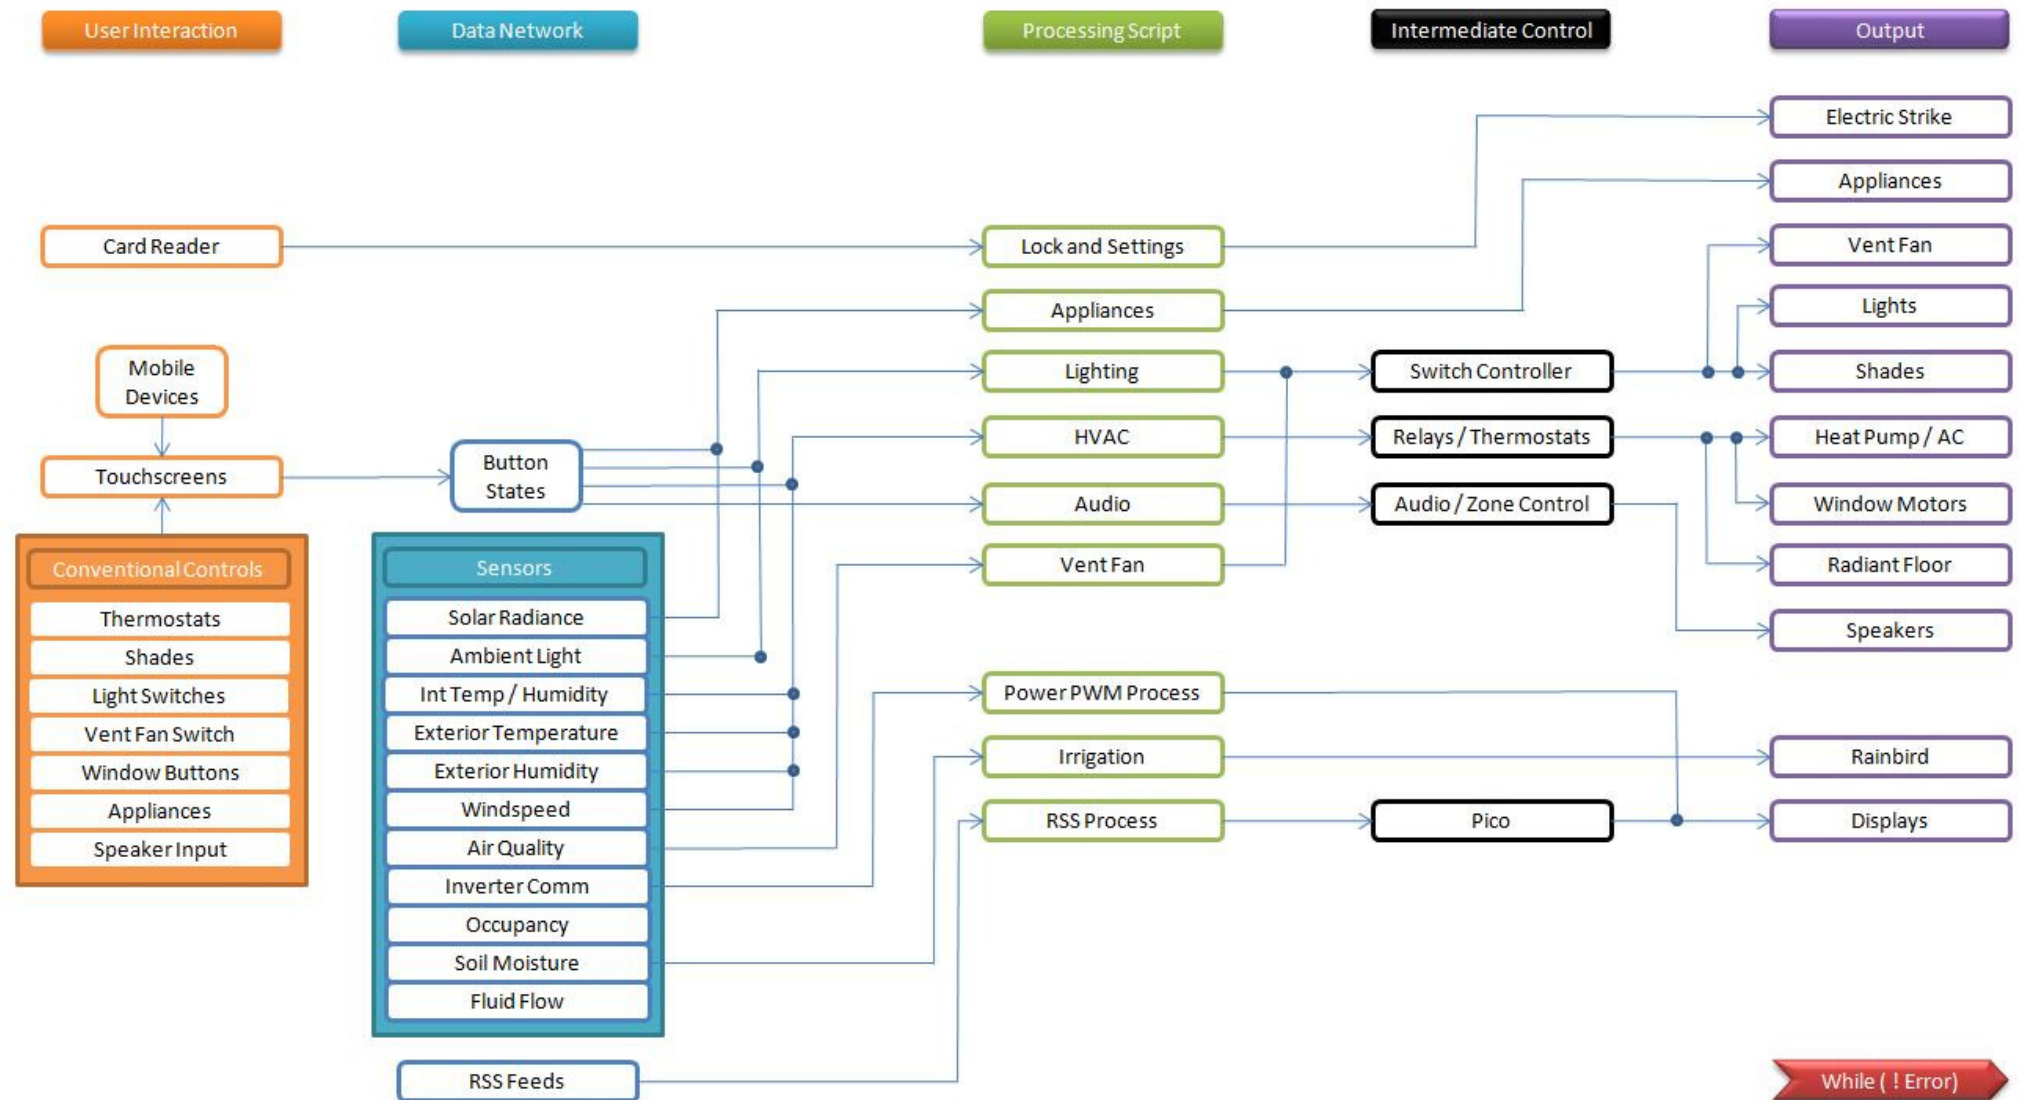 User Interaction
Data Network
Processing Script
Intermediate Control
Output
Card Reader
Mobile
Devices
Touchscreens
Conventional Controls
Thermostats
Shades
Light Switches
Vent Fan Switch
Window Buttons
Appliances
Speaker Input
Button
States
Sensors
Solar Radiance
Ambient Light
Int Temp / Humidity
Exterior Temperature
Exterior Humidity
Windspeed
Air Quality
Inverter Comm
Occupancy
Soil Moisture
Fluid Flow
RSS Feeds
Lock and Settings
Appliances
Lighting
HVAC
Audio
Vent Fan
Power PWM Process
Irrigation
RSS Process
Switch Controller
Relays / Thermostats
Audio / Zone Control
Pico
Electric Strike
Appliances
Vent Fan
Lights
Shades
Heat Pump / AC
Window Motors
Radiant Floor
Speakers
Rainbird
Displays
While ( ! Error)